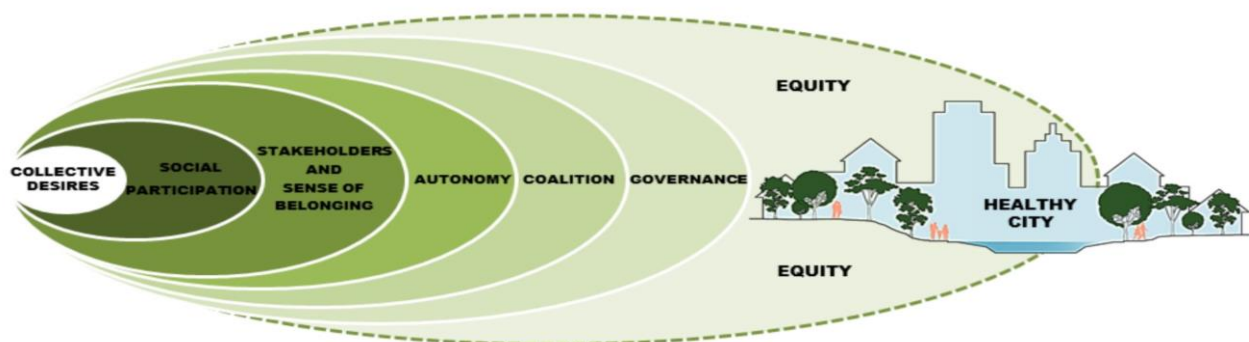 COLLECTIVE
DESIRES
SOCIAL
PARTICIPATION
STAKEHOLDERS
AND
SENSE OF
BELONGING
AUTONOMY
COALITION
GOVERNANCE
EQUITY
HEALTHY
CITY
EQUITY